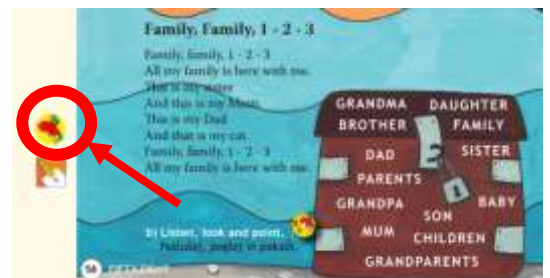 Family, Family, 1 - 2 - 3
Family, family, 1 - 2 - 3
All my family is here with me.
This is my sister
And this is my Mum.
This is my Dad
And that is my cat.
Family, family, 1 - 2 - 3
All my family is here with me.
b) Listen, look and point.
GRANDMA DAUGHTER
BROTHER FAMILY
DAD SISTER
PARENTS
GRANDPA BABY
SON
MUM CHILDREN
GRANDPARENTS